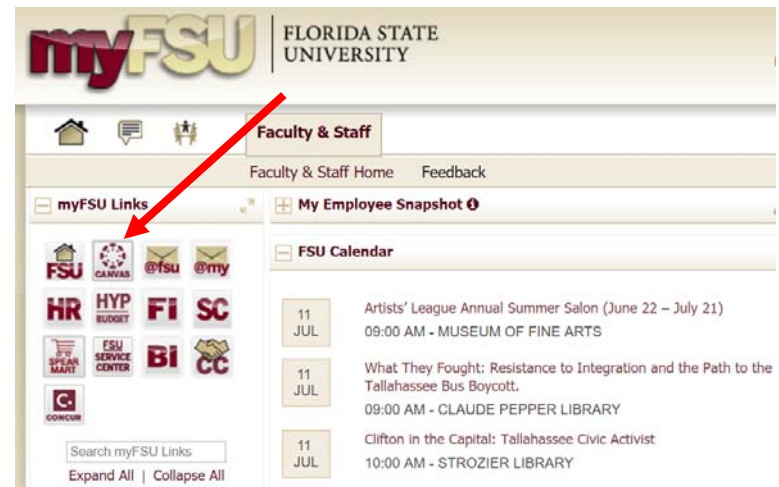 myFSU
FLORIDA STATE
UNIVERSITY
Faculty & Staff
Faculty & Staff Home Feedback
myFSU Links
FSU CANVAS @fsu @my
HR HYP BUDGET FI SC
SPEAR MART FSU SERVICE CENTER BI CC
C. CONCUR
Search myFSU Links
Expand All | Collapse All
My Employee Snapshot
FSU Calendar
11
JUL
Artists' League Annual Summer Salon (June 22 – July 21)
09:00 AM - MUSEUM OF FINE ARTS
11
JUL
What They Fought: Resistance to Integration and the Path to the
Tallahassee Bus Boycott.
09:00 AM - CLAUDE PEPPER LIBRARY
11
JUL
Clifton in the Capital: Tallahassee Civic Activist
10:00 AM - STROZIER LIBRARY